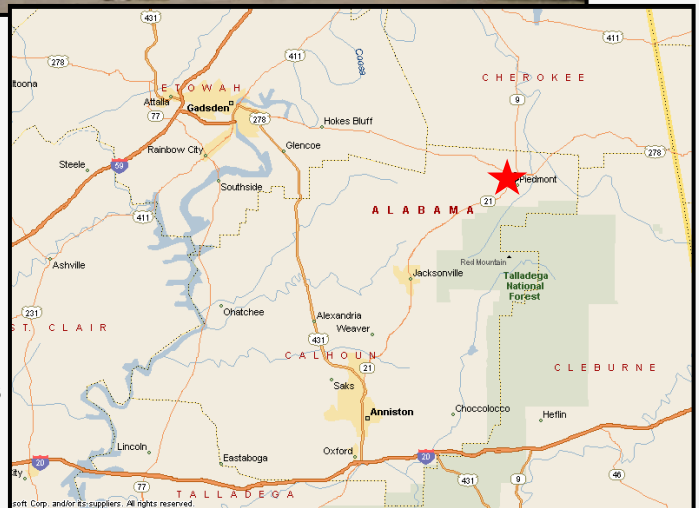 431
278
411
411
CHEROKEE
ltoona
ETOWAH
Coosa
Attalla
Gadsden
9
77
278
Hokes Bluff
Rainbow City
Glencoe
278
Steele
59
Piedmont
Southside
21
411
ALABAMA
Ashville
Reil Mountain
Jacksonville
Talladega
National
Forest
231
Ohatchee
Alexandria
ST. CLAIR
Weaver
431
CALHOUN
21
CLEBURNE
Saks
Anniston
Choccolocco
Heflin
Lincoln
Oxford
20
Eastaboga
20
ity
77
431
9
46
TALLADEGA
soft Corp. and/or its suppliers. All rights reserved.